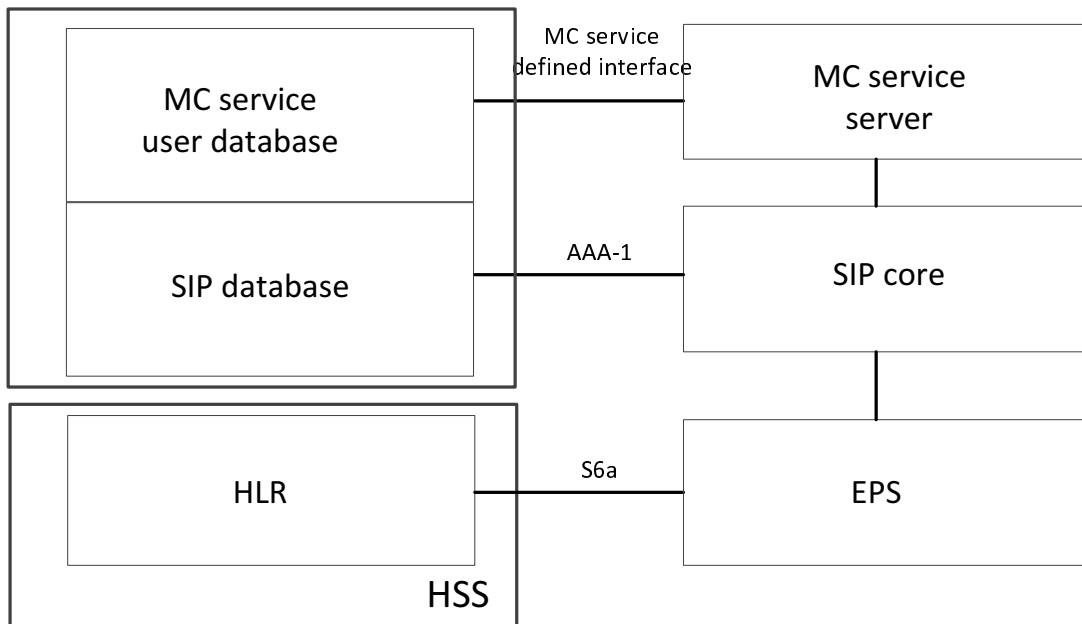 MC service
user database
MC service
defined interface
MC service
server
SIP database
AAA-1
SIP core
HLR
S6a
EPS
HSS